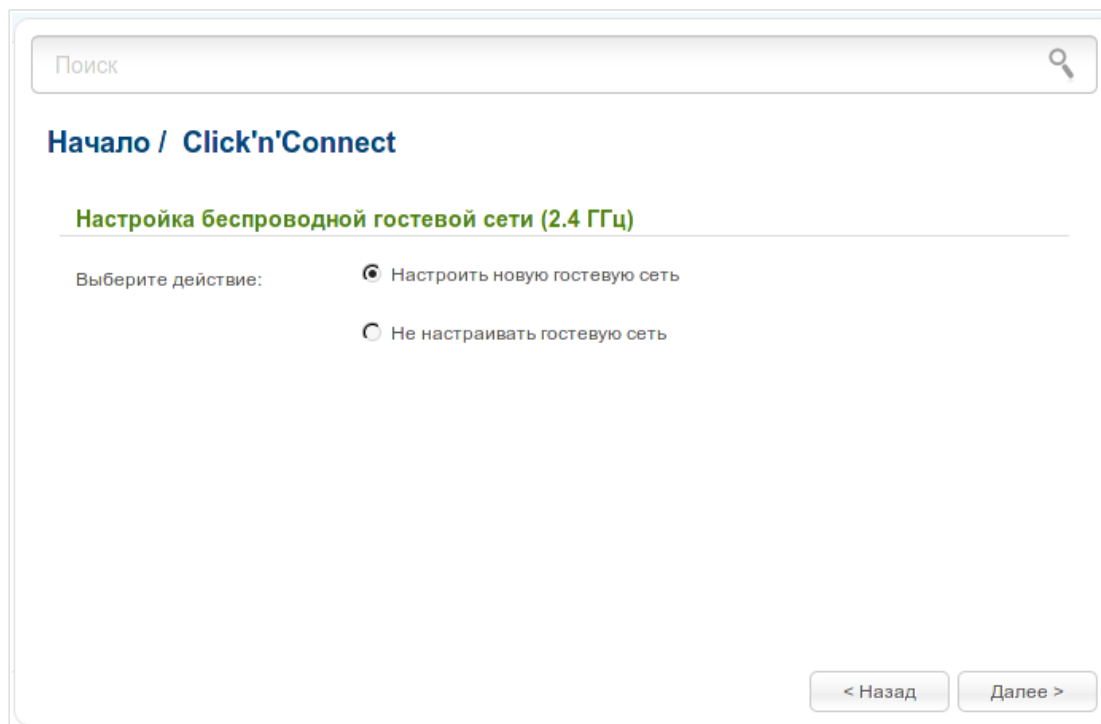 Поиск
Начало /  Click'n'Connect
Настройка беспроводной гостевой сети (2.4 ГГц)
Выберите действие:
Настроить новую гостевую сеть
Не настраивать гостевую сеть
< Назад
Далее >